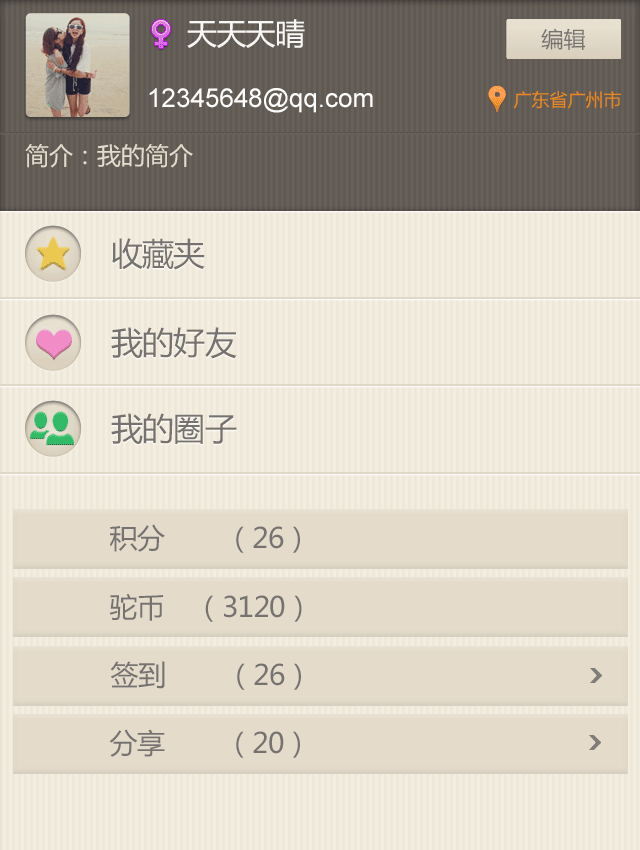 天天天晴
编辑
12345648@qq.com
广东省广州市
简介：我的简介
收藏夹
我的好友
我的圈子
积分 （26）
驼币 （3120）
签到 （26）
分享 （20）